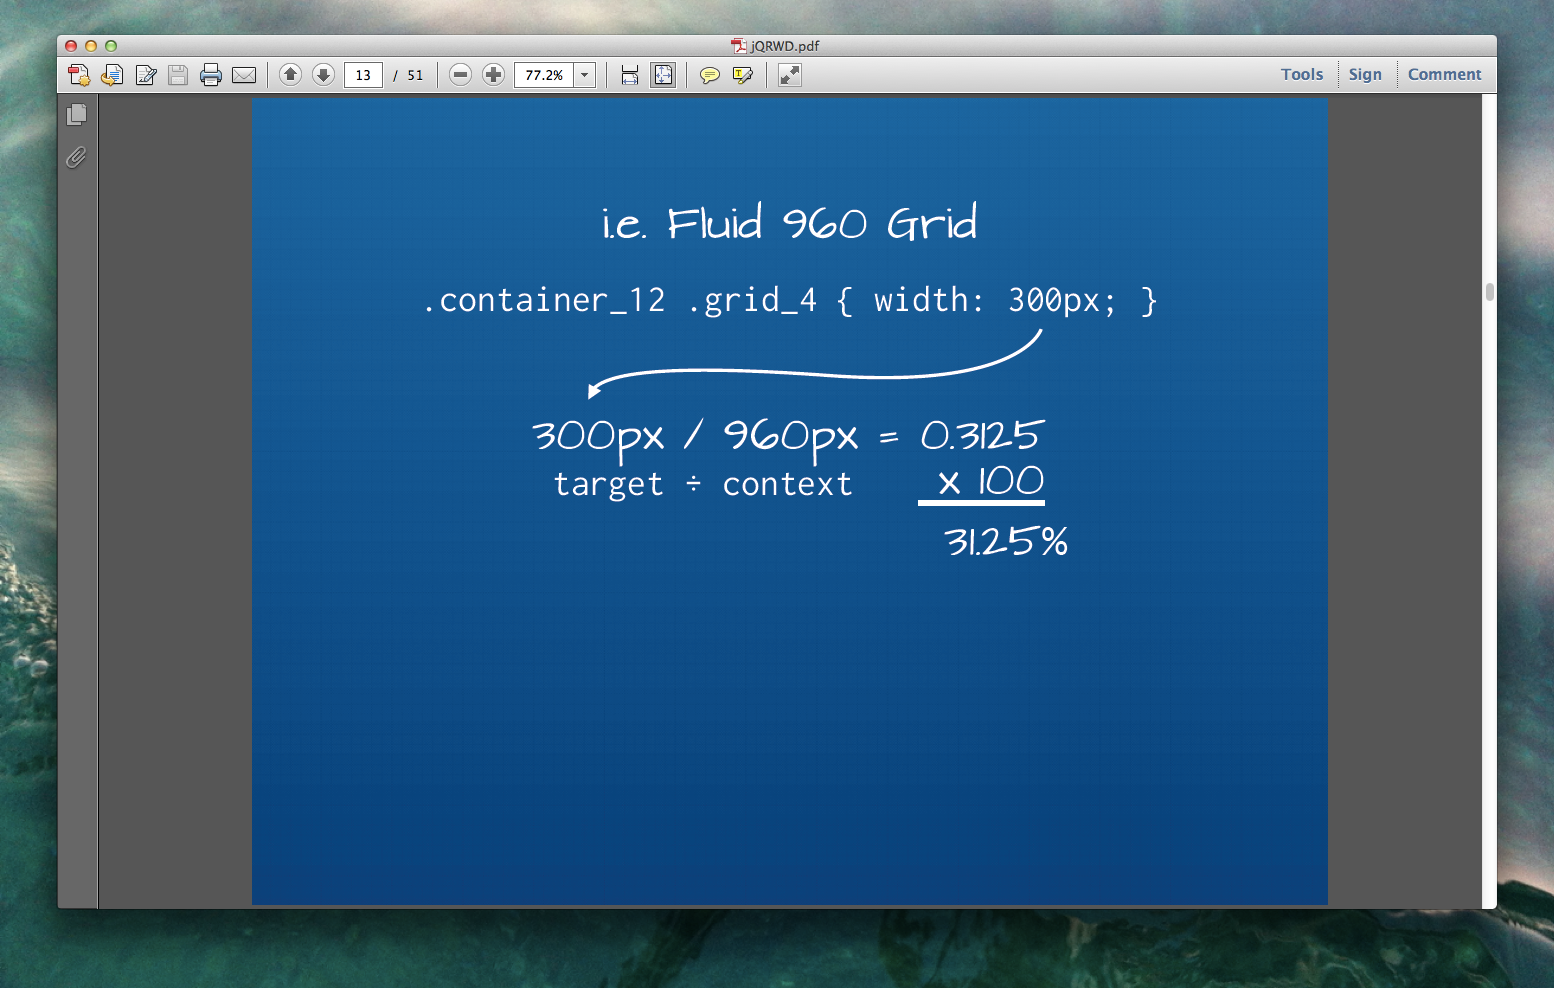 jQRWD.pdf
13 / 51 77.2% Tools Sign Comment
i.e. Fluid 960 Grid
.container_12 .grid_4 { width: 300px; }
300px / 960px = 0.3125
target ÷ context x 100
31.25%